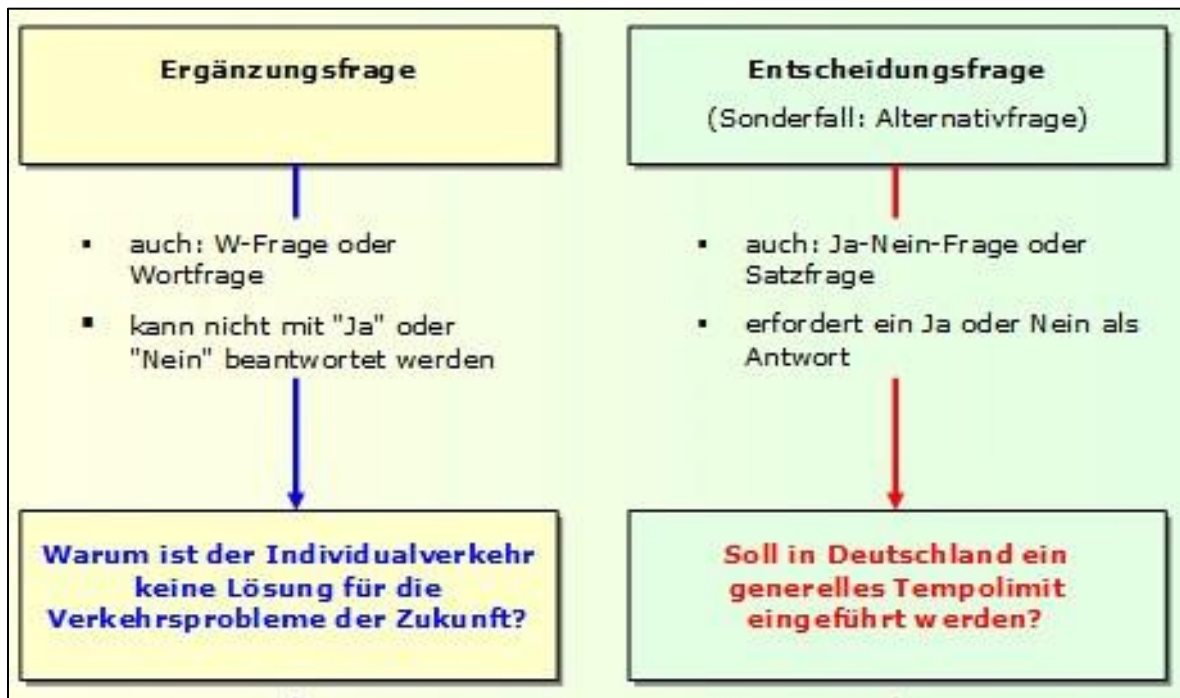 Ergänzungsfrage
auch: W-Frage oder
Wortfrage
kann nicht mit "Ja" oder
"Nein" beantwortet werden
Warum ist der Individualverkehr
keine Lösung für die
Verkehrsprobleme der Zukunft?
Entscheidungsfrage
(Sonderfall: Alternativfrage)
auch: Ja-Nein-Frage oder
Satzfrage
erfordert ein Ja oder Nein als
Antwort
Soll in Deutschland ein
generelles Tempolimit
eingeführt werden?